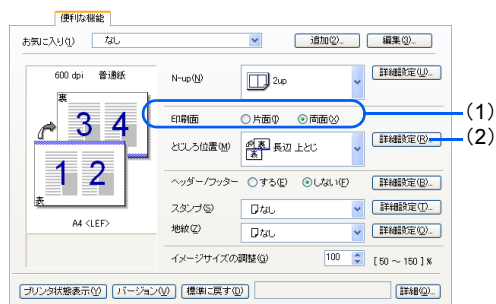 便利な機能
お気に入り(1) なし 追加(2)... 編集(3)...
600 dpi 普通紙
N-up(N) 2up 詳細設定(U)...
裏
3 4
印刷面 片面(I) 両面(X) (1)
とじしろ位置(M) 表 表 長辺 上とじ 詳細設定(R)... (2)
1 2
ヘッダー/フッター する(E) しない(F) 詳細設定(B)...
表
スタンプ(S) なし 詳細設定(T)...
A4 <LEF>
地紋(Z) なし 詳細設定(Q)...
イメージサイズの調整(G) 100 [50 ～ 150]%
プリンタ状態表示(Y) バージョン(V) 標準に戻す(D) 詳細(Q)...